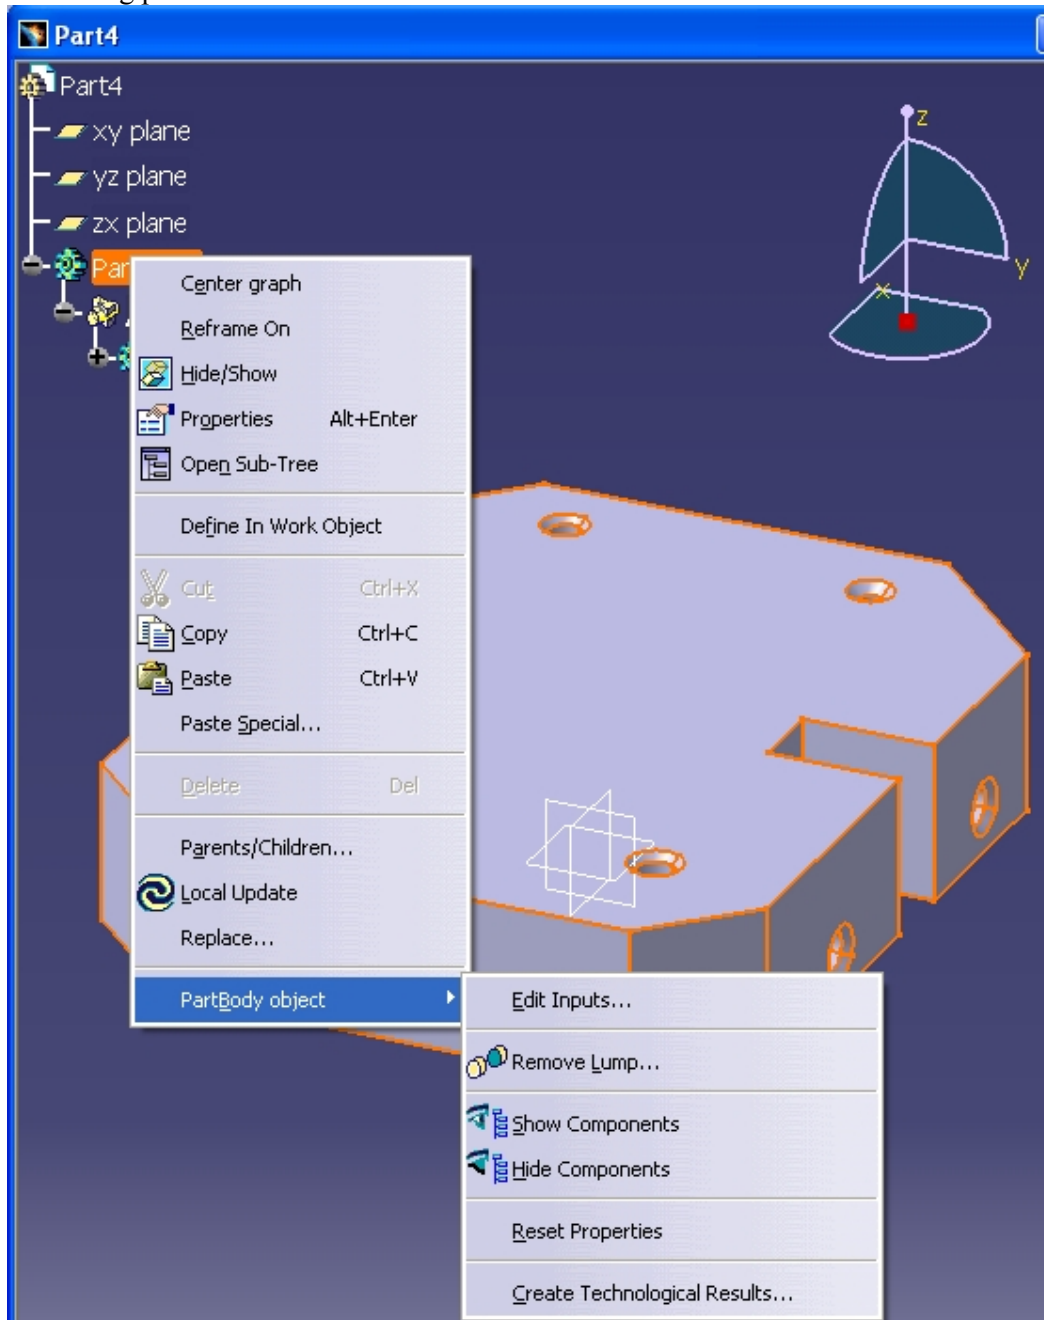 Part4
Part4
xy plane
yz plane
zx plane
Par
z
y
x
Center graph
Reframe On
Hide/Show
Properties Alt+Enter
Open Sub-Tree
Define In Work Object
Cut Ctrl+X
Copy Ctrl+C
Paste Ctrl+V
Paste Special...
Delete Del
Parents/Children...
Local Update
Replace...
PartBody object
Edit Inputs...
Remove Lump...
Show Components
Hide Components
Reset Properties
Create Technological Results...